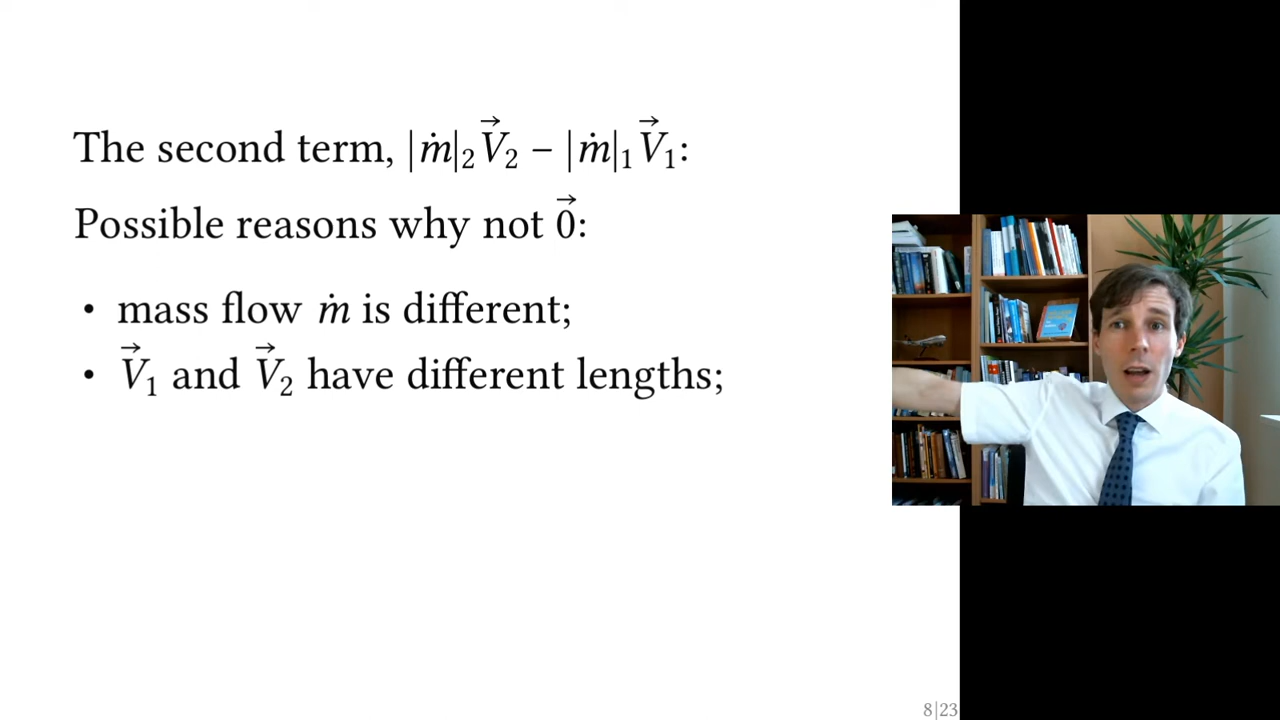 The second term, |ṁ|₂V⃗₂ – |ṁ|₁V⃗₁:
Possible reasons why not 0⃗:
• mass flow ṁ is different;
• V⃗₁ and V⃗₂ have different lengths;
8|23